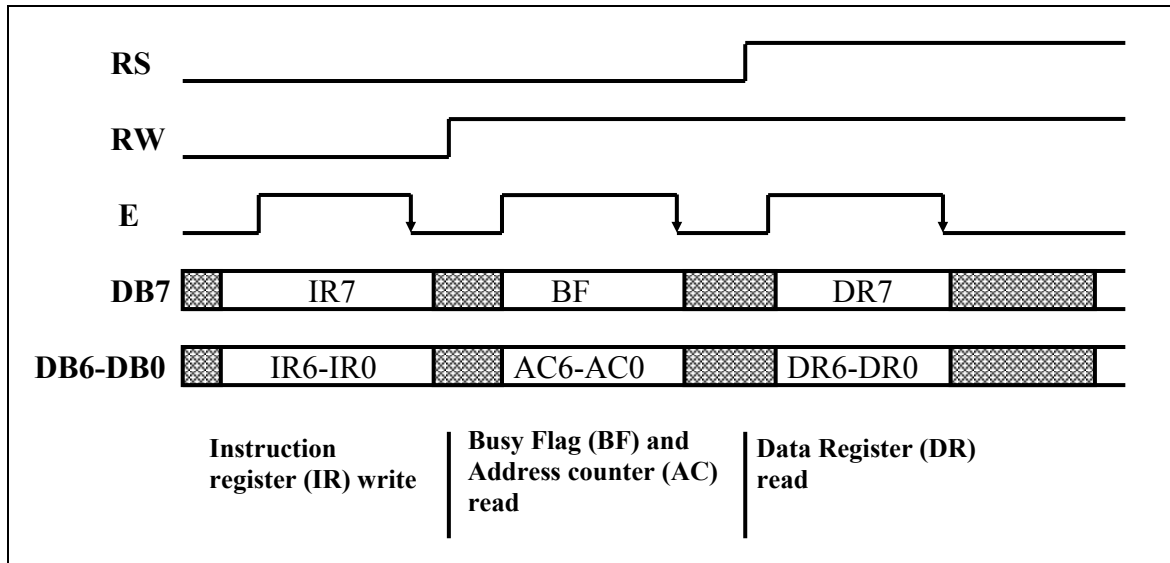 RS
RW
E
DB7 IR7 BF DR7
DB6-DB0 IR6-IR0 AC6-AC0 DR6-DR0
Instruction
register (IR) write
Busy Flag (BF) and
Address counter (AC)
read
Data Register (DR)
read